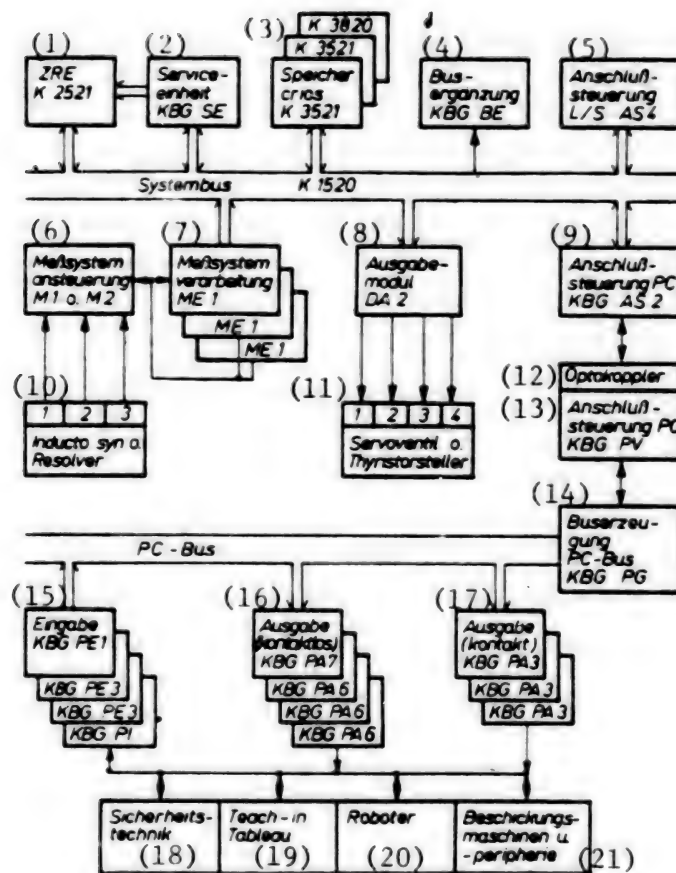 (1)
ZRE
K 2521
(2)
Service-
einheit
KBG SE
(3)
K 3820
K 3521
Speicher
crios
K 3521
(4)
Bus-
ergänzung
KBG BE
(5)
Anschluß-
steuerung
L/S AS4
Systembus K 1520
(6)
Meßsystem
ansteuerung
M1 o. M2
(7)
Meßsystem
verarbeitung
ME 1
ME 1
ME 1
(8)
Ausgabe-
modul
DA 2
(9)
Anschluß-
steuerung PC
KBG AS 2
(10)
1 2 3
Inducto syn o.
Resolver
(11)
1 2 3 4
Servoventil o.
Thyristorsteller
(12)
Optokoppler
(13)
Anschluß-
steuerung PC
KBG PV
(14)
Buserzeu-
gung
PC-Bus
KBG PG
PC-Bus
(15)
Eingabe
KBG PE1
KBG PE3
KBG PE3
KBG PI
(16)
Ausgabe
(kontaktlos)
KBG PA7
KBG PA6
KBG PA6
KBG PA6
(17)
Ausgabe
(kontakt)
KBG PA3
KBG PA3
KBG PA3
Sicherheits-
technik
(18)
Teach-in
Tableau
(19)
Roboter
(20)
Beschickungs-
maschinen u
-peripherie
(21)